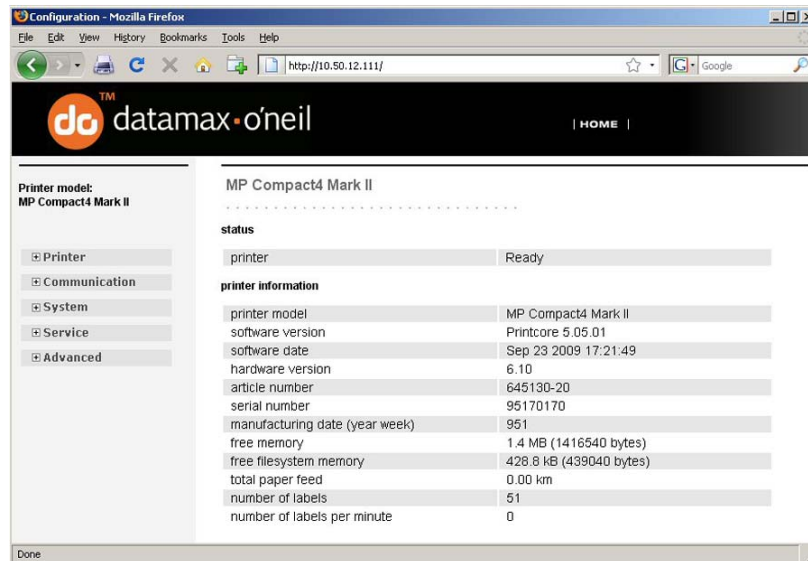 Configuration - Mozilla Firefox
File Edit View History Bookmarks Tools Help
http://10.50.12.111/ G Google
do TM datamax•o'neil
| HOME |
Printer model:
MP Compact4 Mark II
Printer
Communication
System
Service
Advanced
MP Compact4 Mark II
status
printer Ready
printer information
printer model MP Compact4 Mark II
software version Printcore 5.05.01
software date Sep 23 2009 17:21:49
hardware version 6.10
article number 645130-20
serial number 95170170
manufacturing date (year week) 951
free memory 1.4 MB (1416540 bytes)
free filesystem memory 428.8 kB (439040 bytes)
total paper feed 0.00 km
number of labels 51
number of labels per minute 0
Done